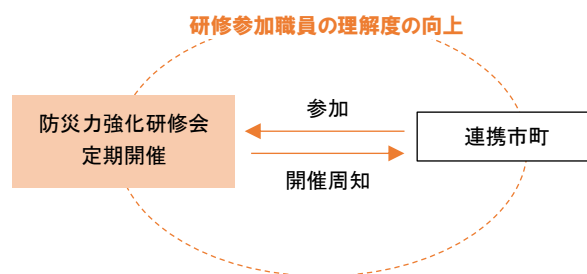 研修参加職員の理解度の向上
防災力強化研修会
定期開催
参加
開催周知
連携市町